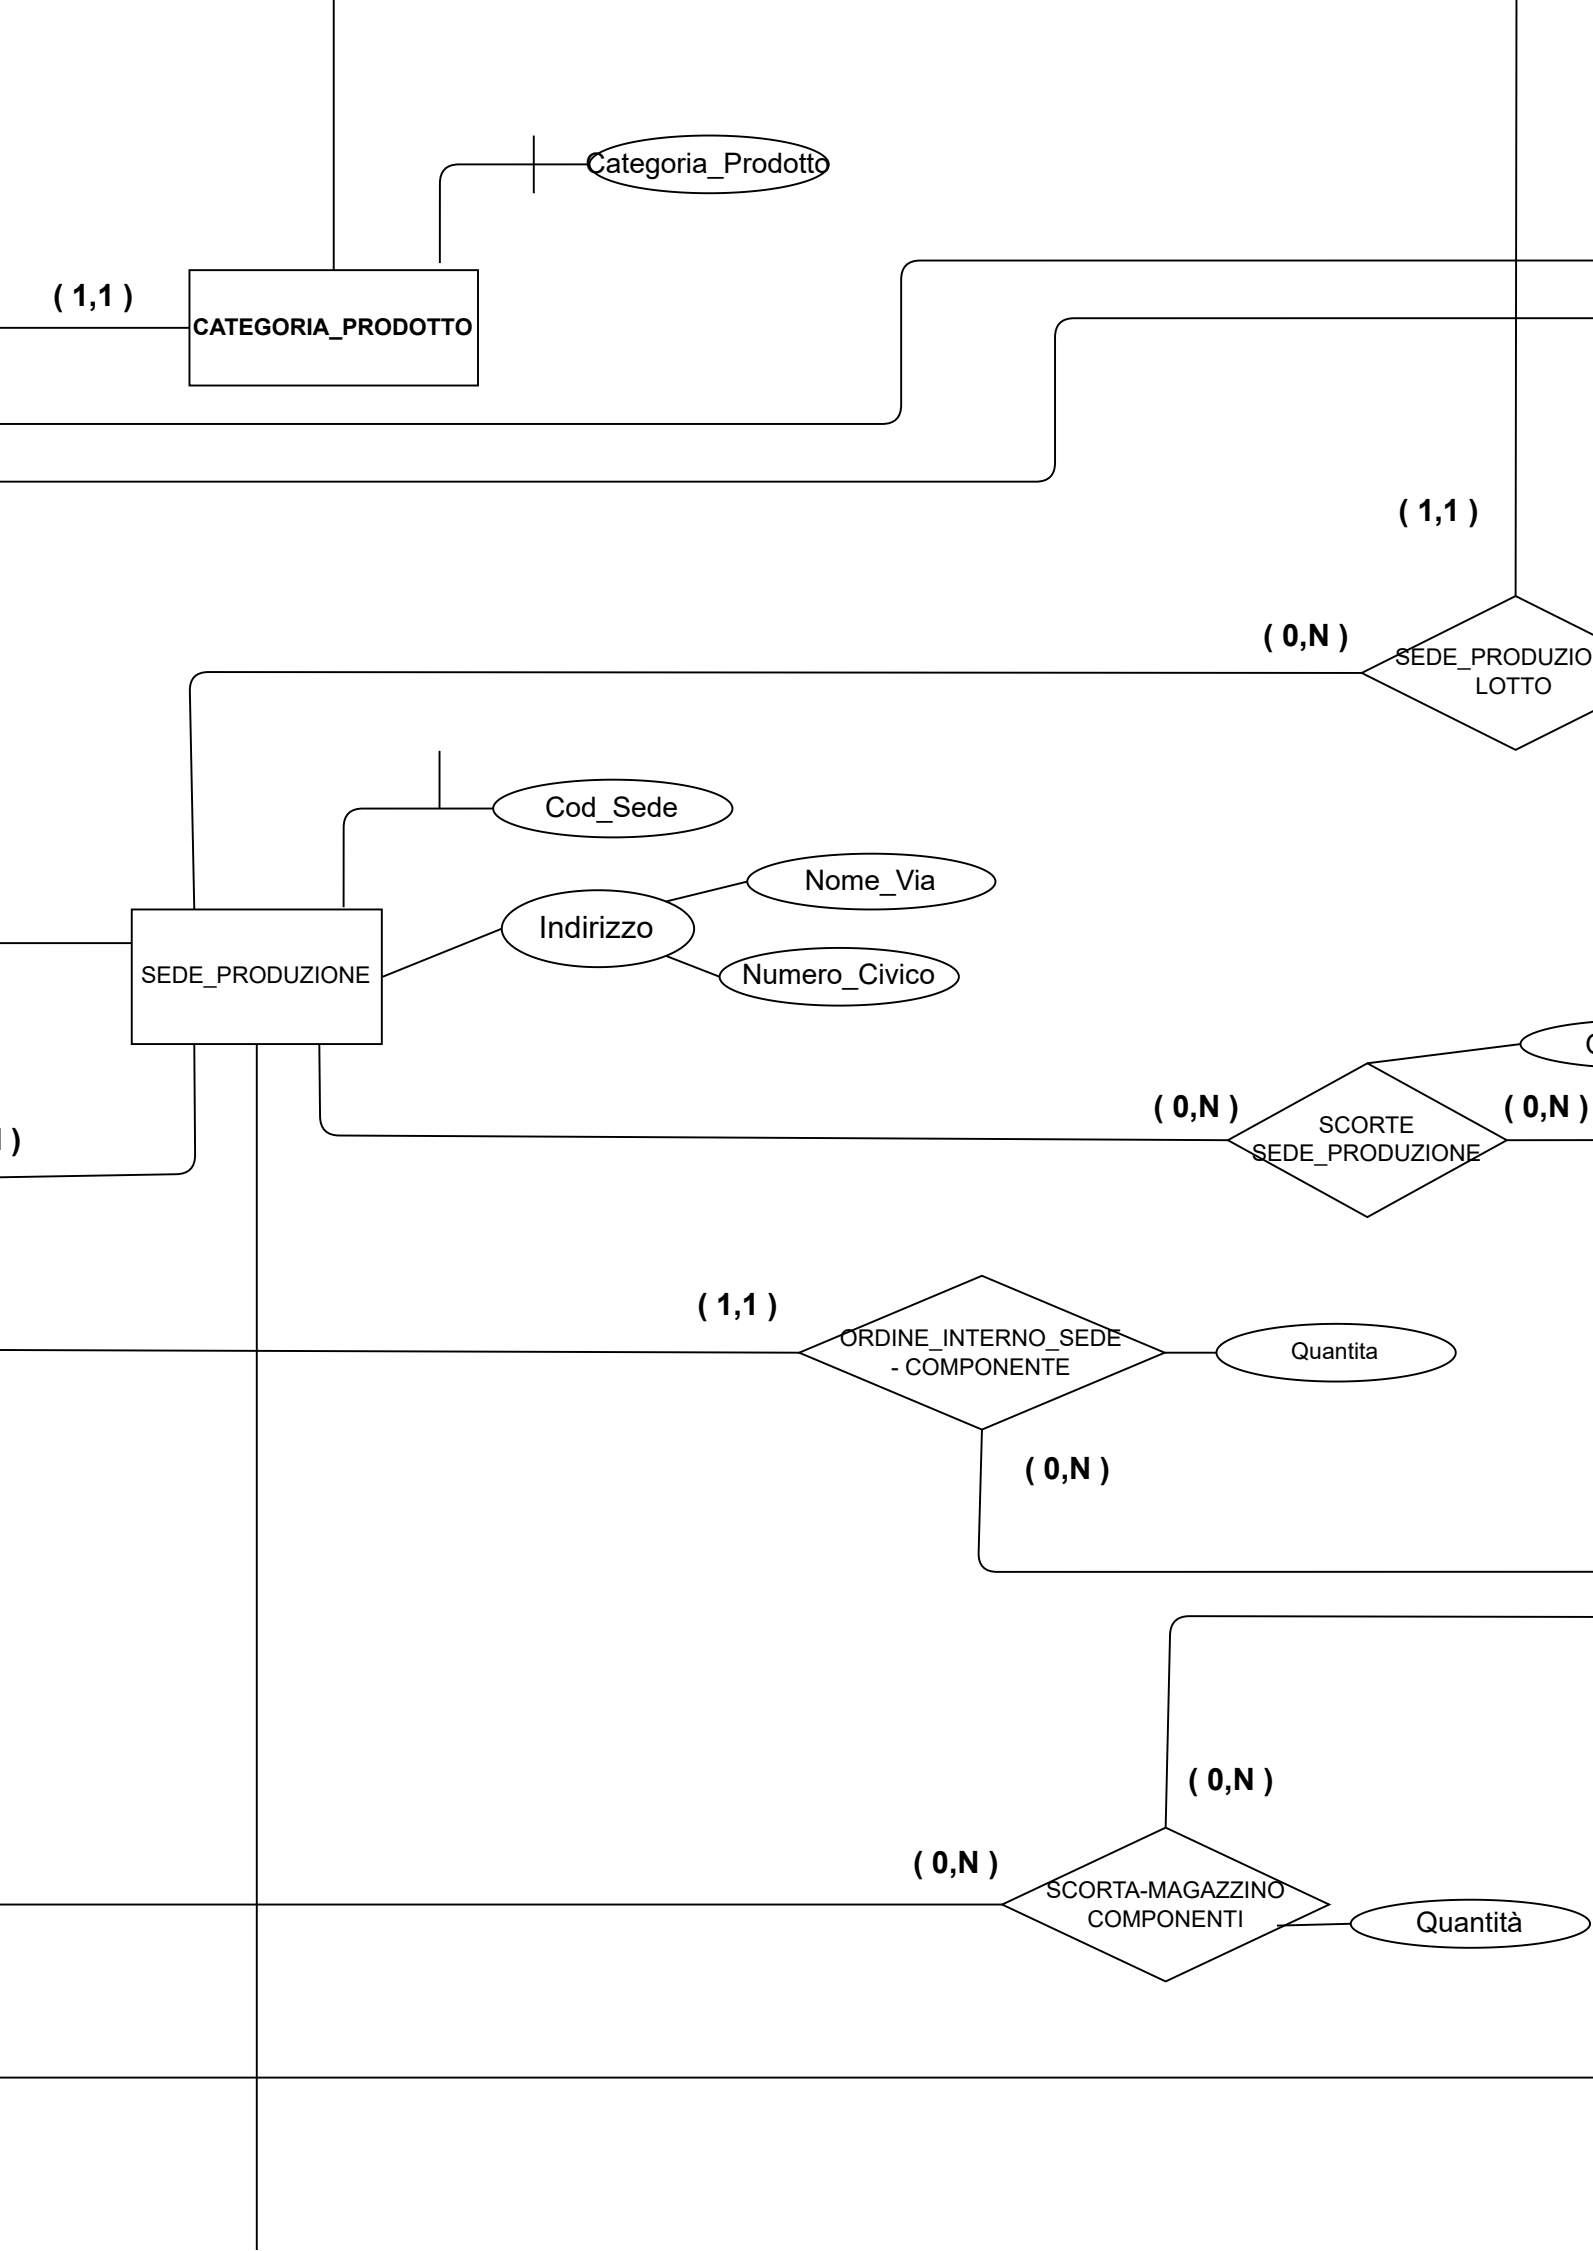 Categoria_Prodotto
( 1,1 )
CATEGORIA_PRODOTTO
( 1,1 )
( 0,N )
SEDE_PRODUZIO
LOTTO
Cod_Sede
Nome_Via
Indirizzo
Numero_Civico
SEDE_PRODUZIONE
( 0,N )
( 0,N )
SCORTE
SEDE_PRODUZIONE
)
( 1,1 )
ORDINE_INTERNO_SEDE
- COMPONENTE
Quantita
( 0,N )
( 0,N )
( 0,N )
SCORTA-MAGAZZINO
COMPONENTI
Quantità